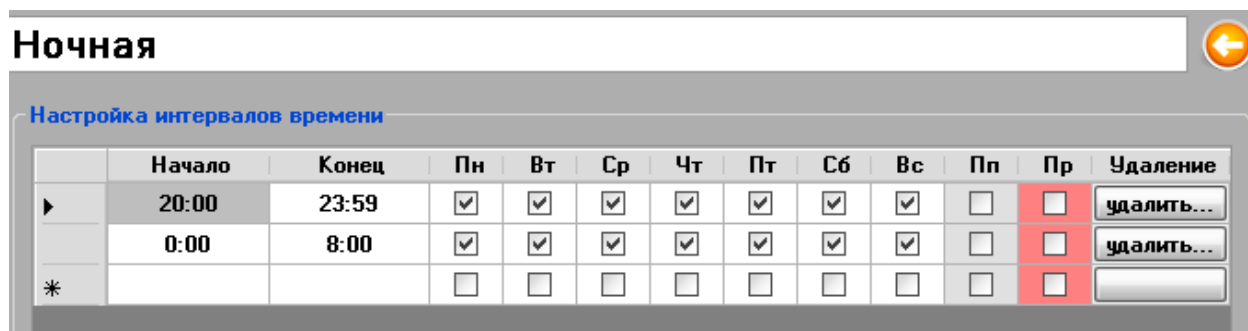 Ночная
Настройка интервалов времени
Начало Конец Пн Вт Ср Чт Пт Сб Вс Пп Пр Удаление
20:00 23:59 удалить...
0:00 8:00 удалить...